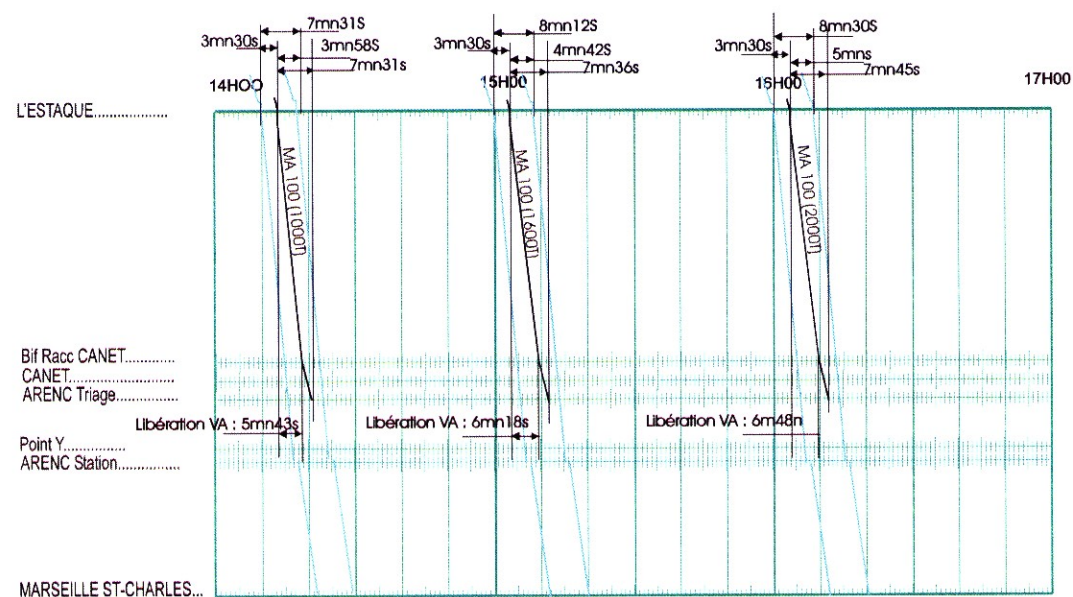 7mn31S
3mn30s
3mn58S
7mn31s
8mn12S
3mn30s
4mn42S
7mn36s
8mn30S
3mn30s
5mns
7mn45s
14HOO
15H00
16H00
17H00
L'ESTAQUE...................
MA 100 (1000T)
MA 100 (1600T)
MA 100 (2000T)
Bif Racc CANET.............
CANET.........................
ARENC Triage...............
Libération VA : 5mn43s
Libération VA : 6mn18s
Libération VA : 6m48n
Point Y................
ARENC Station................
MARSEILLE ST-CHARLES...